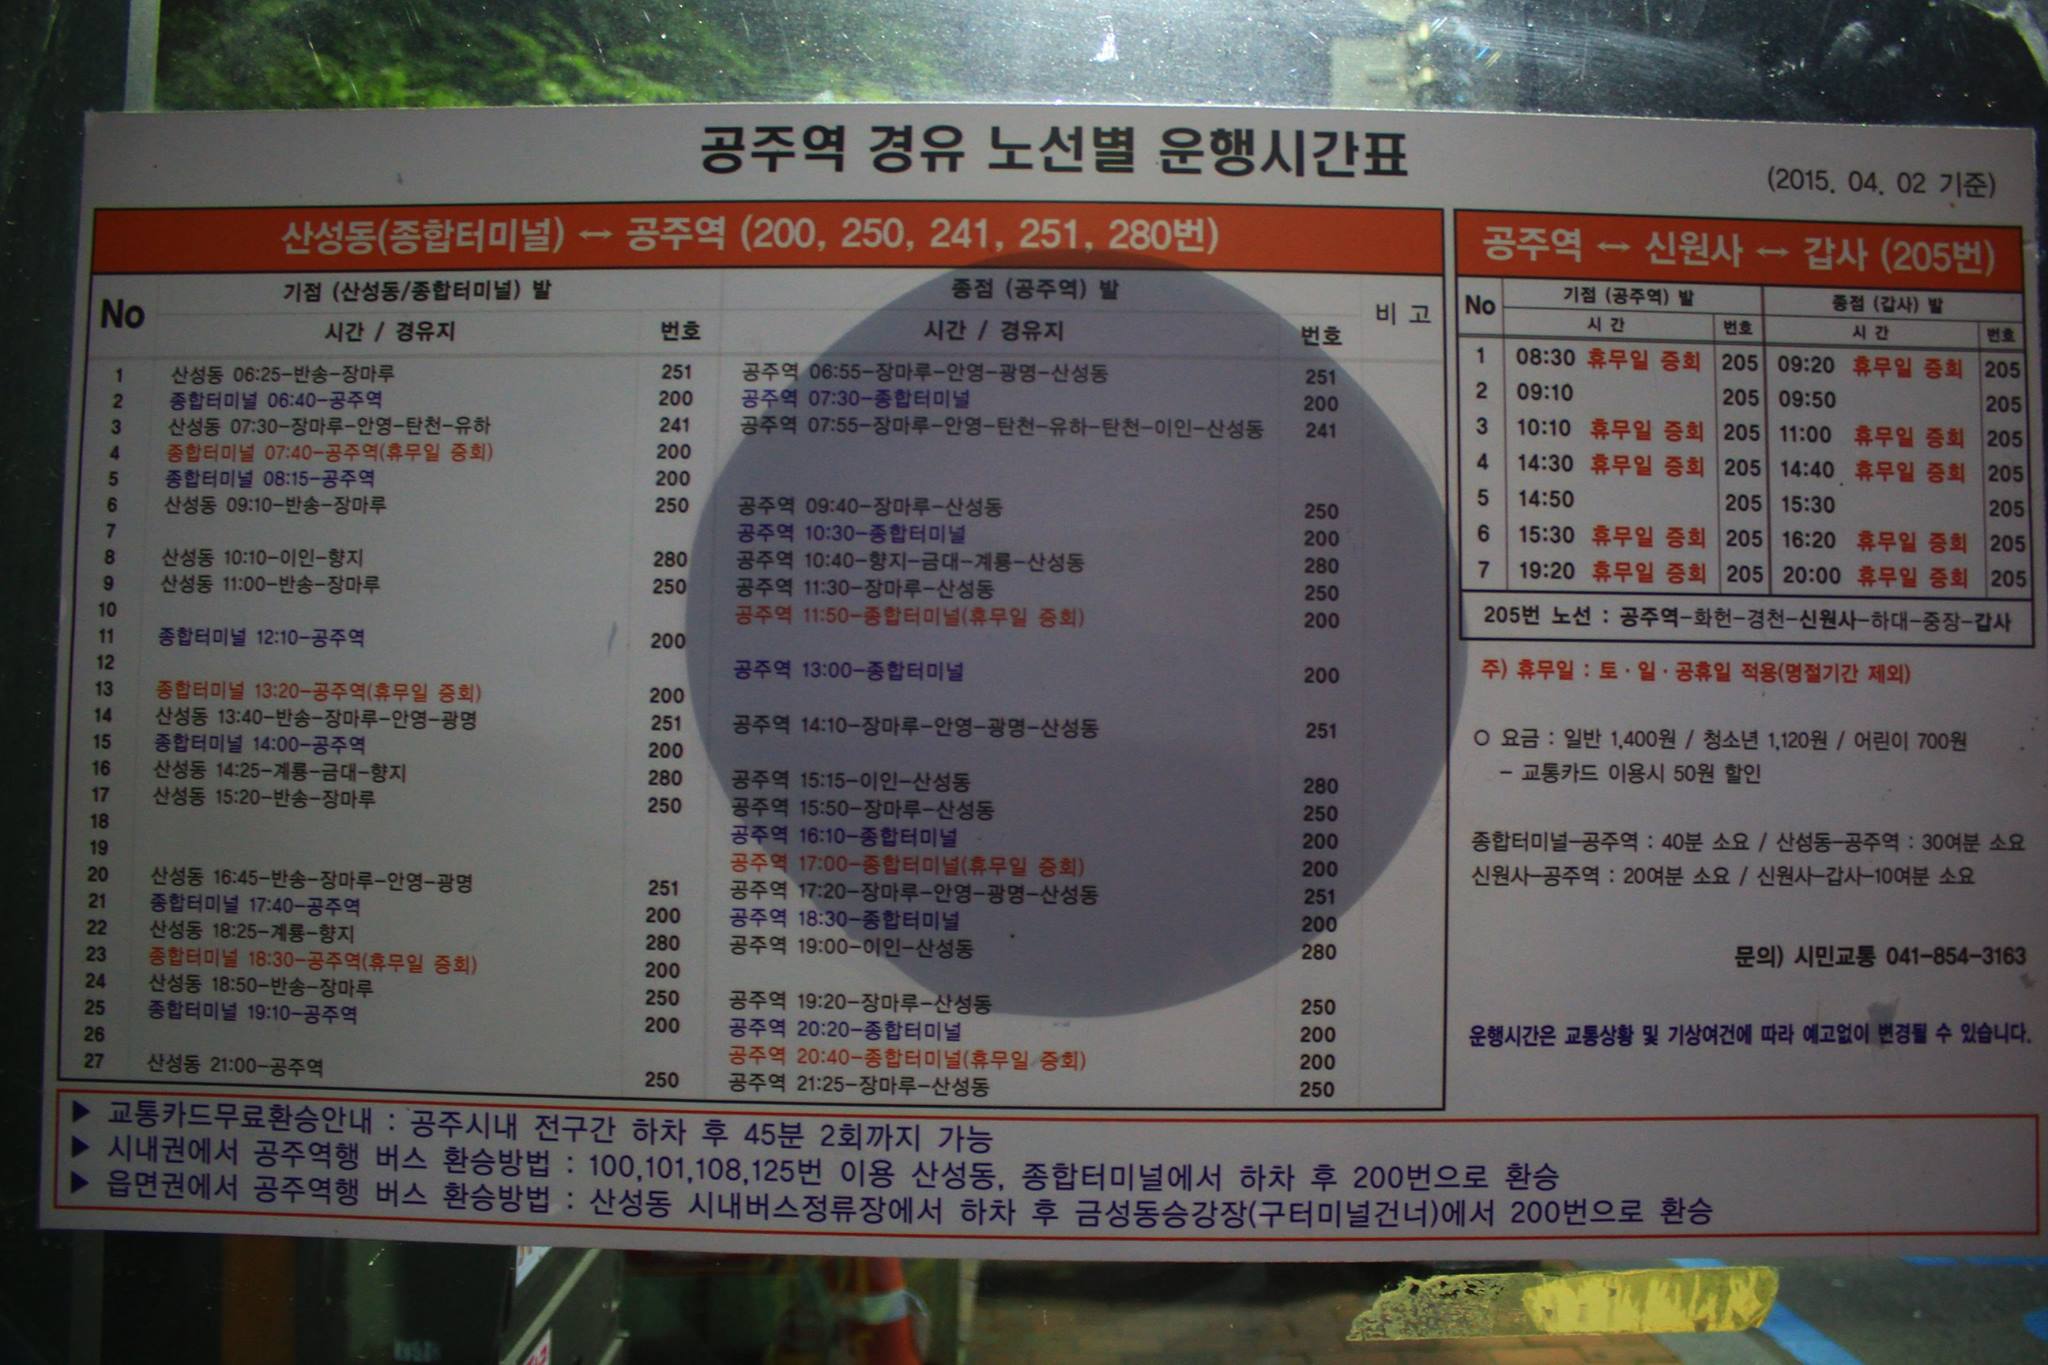 공주역 경유 노선별 운행시간표
(2015. 04. 02 기준)
산성동(종합터미널) ↔ 공주역 (200, 250, 241, 251, 280번)
No 기점 (산성동/종합터미널) 발 종점 (공주역) 발 비 고
시간 / 경유지 번호 시간 / 경유지 번호
1 산성동 06:25-반송-장마루 251 공주역 06:55-장마루-안영-광명-산성동 251
2 종합터미널 06:40-공주역 200 공주역 07:30-종합터미널 200
3 산성동 07:30-장마루-안영-탄천-유하 241 공주역 07:55-장마루-안영-탄천-유하-탄천-이인-산성동 241
4 종합터미널 07:40-공주역(휴무일 증회) 200
5 종합터미널 08:15-공주역 200
6 산성동 09:10-반송-장마루 250 공주역 09:40-장마루-산성동 250
7 공주역 10:30-종합터미널 200
8 산성동 10:10-이인-향지 280 공주역 10:40-향지-금대-계룡-산성동 280
9 산성동 11:00-반송-장마루 250 공주역 11:30-장마루-산성동 250
10 공주역 11:50-종합터미널(휴무일 증회) 200
11 종합터미널 12:10-공주역 200
12 공주역 13:00-종합터미널 200
13 종합터미널 13:20-공주역(휴무일 증회) 200
14 산성동 13:40-반송-장마루-안영-광명 251 공주역 14:10-장마루-안영-광명-산성동 251
15 종합터미널 14:00-공주역 200
16 산성동 14:25-계룡-금대-향지 280 공주역 15:15-이인-산성동 280
17 산성동 15:20-반송-장마루 250 공주역 15:50-장마루-산성동 250
18 공주역 16:10-종합터미널 200
19 공주역 17:00-종합터미널(휴무일 증회) 200
20 산성동 16:45-반송-장마루-안영-광명 251 공주역 17:20-장마루-안영-광명-산성동 251
21 종합터미널 17:40-공주역 200 공주역 18:30-종합터미널 200
22 산성동 18:25-계룡-향지 280 공주역 19:00-이인-산성동 280
23 종합터미널 18:30-공주역(휴무일 증회) 200
24 산성동 18:50-반송-장마루 250 공주역 19:20-장마루-산성동 250
25 종합터미널 19:10-공주역 200 공주역 20:20-종합터미널 200
26 공주역 20:40-종합터미널(휴무일 증회) 200
27 산성동 21:00-공주역 250 공주역 21:25-장마루-산성동 250
공주역 ↔ 신원사 ↔ 갑사 (205번)
No 기점 (공주역) 발 종점 (갑사) 발
시 간 번호 시 간 번호
1 08:30 휴무일 증회 205 09:20 휴무일 증회 205
2 09:10 205 09:50 205
3 10:10 휴무일 증회 205 11:00 휴무일 증회 205
4 14:30 휴무일 증회 205 14:40 휴무일 증회 205
5 14:50 205 15:30 205
6 15:30 휴무일 증회 205 16:20 휴무일 증회 205
7 19:20 휴무일 증회 205 20:00 휴무일 증회 205
205번 노선 : 공주역-화헌-경천-신원사-하대-중장-갑사
주) 휴무일 : 토·일·공휴일 적용(명절기간 제외)
○ 요금 : 일반 1,400원 / 청소년 1,120원 / 어린이 700원
- 교통카드 이용시 50원 할인
종합터미널-공주역 : 40분 소요 / 산성동-공주역 : 30여분 소요
신원사-공주역 : 20여분 소요 / 신원사-갑사-10여분 소요
문의) 시민교통 041-854-3163
운행시간은 교통상황 및 기상여건에 따라 예고없이 변경될 수 있습니다.
▶ 교통카드무료환승안내 : 공주시내 전구간 하차 후 45분 2회까지 가능
▶ 시내권에서 공주역행 버스 환승방법 : 100,101,108,125번 이용 산성동, 종합터미널에서 하차 후 200번으로 환승
▶ 읍면권에서 공주역행 버스 환승방법 : 산성동 시내버스정류장에서 하차 후 금성동승강장(구터미널건너)에서 200번으로 환승